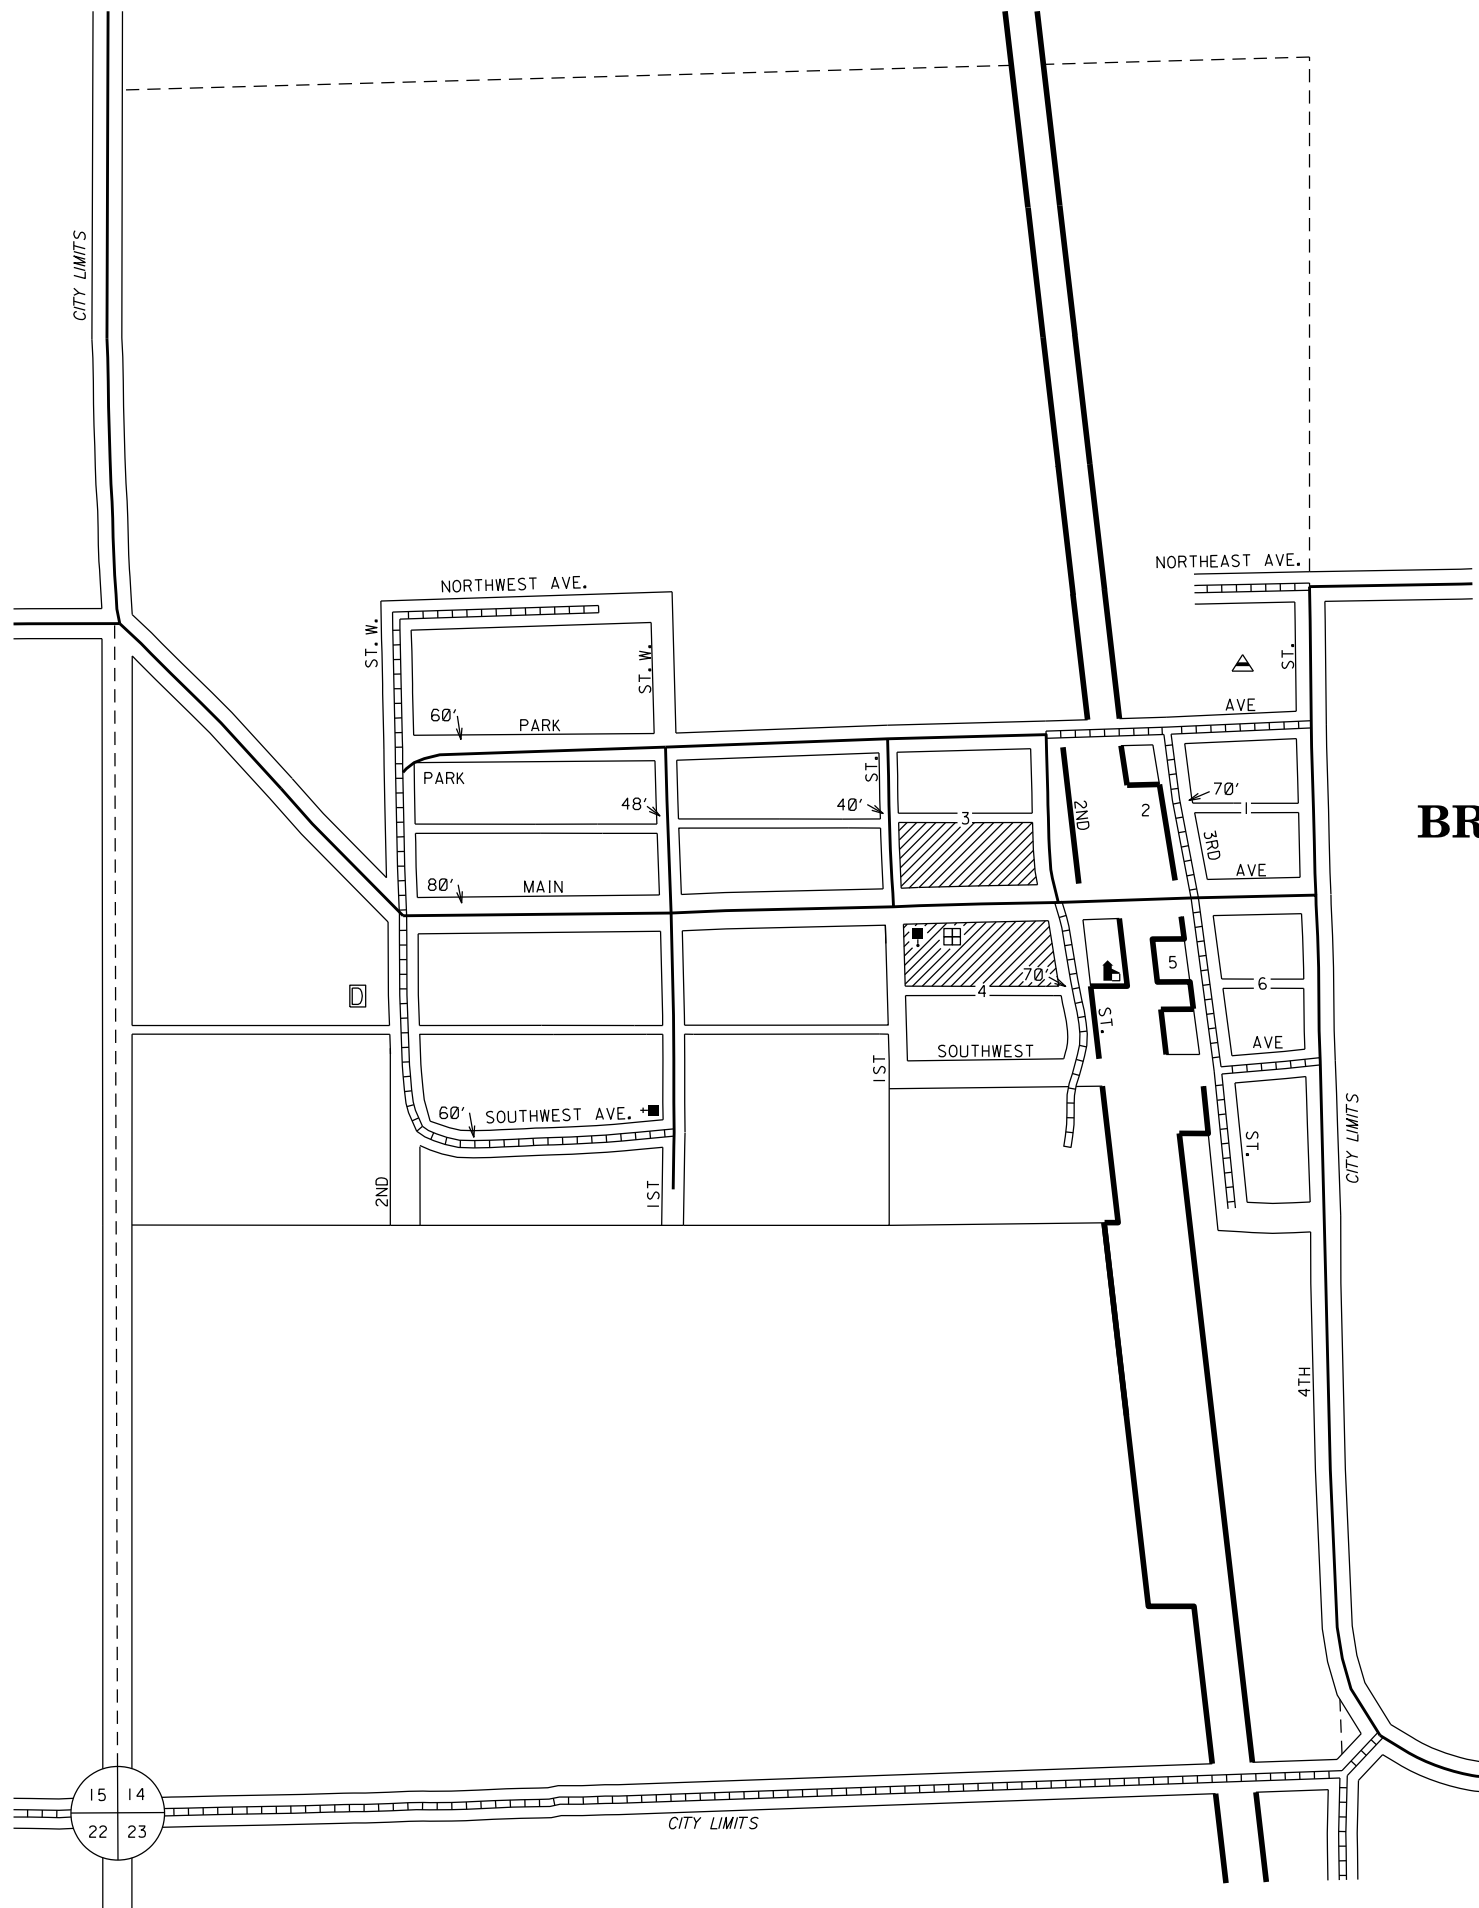 CITY LIMITS
NORTHEAST AVE.
NORTHWEST AVE.
ST. W.
ST. W.
ST.
AVE
60'
PARK
PARK
ST.
48'
40'
70'
2ND
2
1
3
BR
3RD
AVE
80'
MAIN
5
70'
6
4
ST.
AVE
SOUTHWEST
1ST
60'
SOUTHWEST AVE.
ST.
CITY LIMITS
2ND
1ST
4TH
15 14
22 23
CITY LIMITS